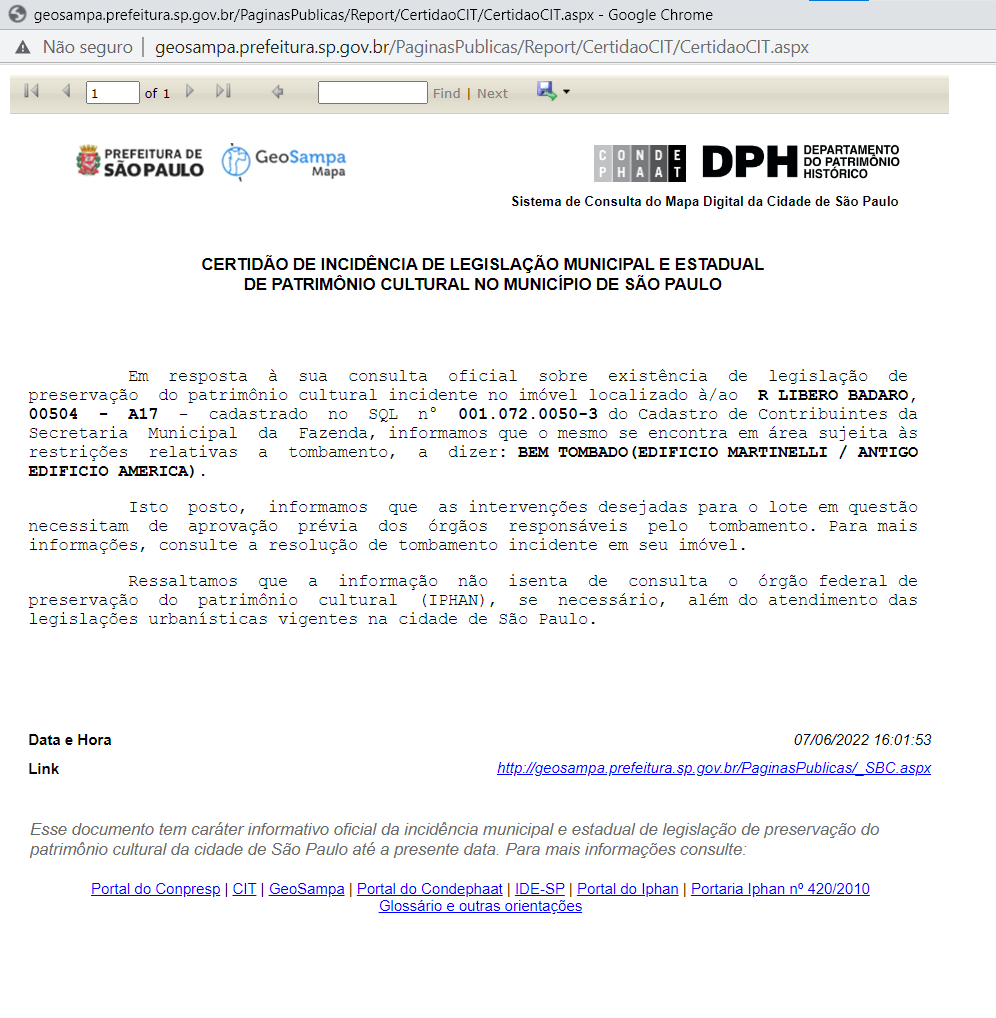 geosampa.prefeitura.sp.gov.br/PaginasPublicas/Report/CertidaoCIT/CertidaoCIT.aspx - Google Chrome
Não seguro | geosampa.prefeitura.sp.gov.br/PaginasPublicas/Report/CertidaoCIT/CertidaoCIT.aspx
1 of 1 Find | Next
PREFEITURA DE
SÃO PAULO
GeoSampa
Mapa
CONDE
PHAAT
DPH
DEPARTAMENTO
DO PATRIMÔNIO
HISTÓRICO
Sistema de Consulta do Mapa Digital da Cidade de São Paulo
CERTIDÃO DE INCIDÊNCIA DE LEGISLAÇÃO MUNICIPAL E ESTADUAL
DE PATRIMÔNIO CULTURAL NO MUNICÍPIO DE SÃO PAULO
Em resposta à sua consulta oficial sobre existência de legislação de
preservação do patrimônio cultural incidente no imóvel localizado à/ao R LIBERO BADARO,
00504 - A17 - cadastrado no SQL n° 001.072.0050-3 do Cadastro de Contribuintes da
Secretaria Municipal da Fazenda, informamos que o mesmo se encontra em área sujeita às
restrições relativas a tombamento, a dizer: BEM TOMBADO(EDIFICIO MARTINELLI / ANTIGO
EDIFICIO AMERICA).
Isto posto, informamos que as intervenções desejadas para o lote em questão
necessitam de aprovação prévia dos órgãos responsáveis pelo tombamento. Para mais
informações, consulte a resolução de tombamento incidente em seu imóvel.
Ressaltamos que a informação não isenta de consulta o órgão federal de
preservação do patrimônio cultural (IPHAN), se necessário, além do atendimento das
legislações urbanísticas vigentes na cidade de São Paulo.
Data e Hora 07/06/2022 16:01:53
Link http://geosampa.prefeitura.sp.gov.br/PaginasPublicas/_SBC.aspx
Esse documento tem caráter informativo oficial da incidência municipal e estadual de legislação de preservação do
patrimônio cultural da cidade de São Paulo até a presente data. Para mais informações consulte:
Portal do Conpresp | CIT | GeoSampa | Portal do Condephaat | IDE-SP | Portal do Iphan | Portaria Iphan nº 420/2010
Glossário e outras orientações